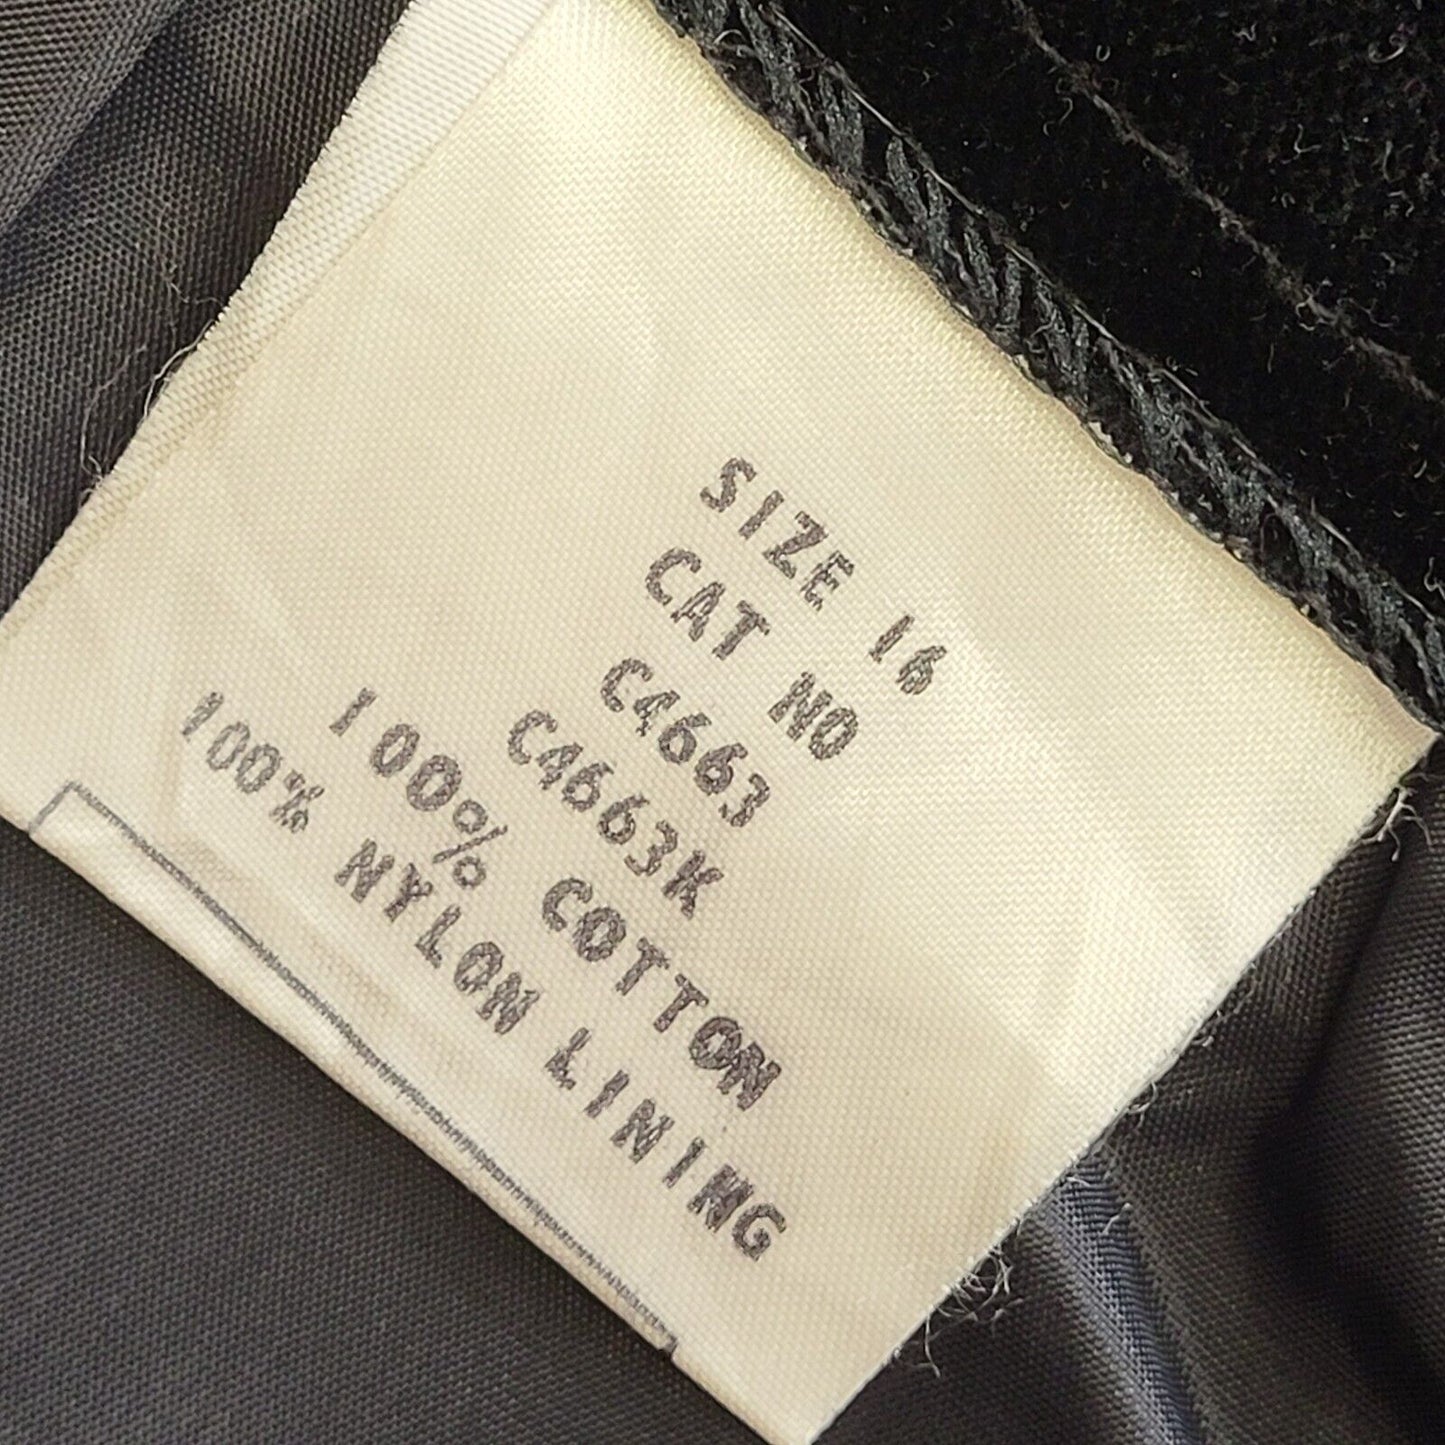 SIZE 16
CAT NO
C4663
C4663K
100% COTTON
100% NYLON LINING